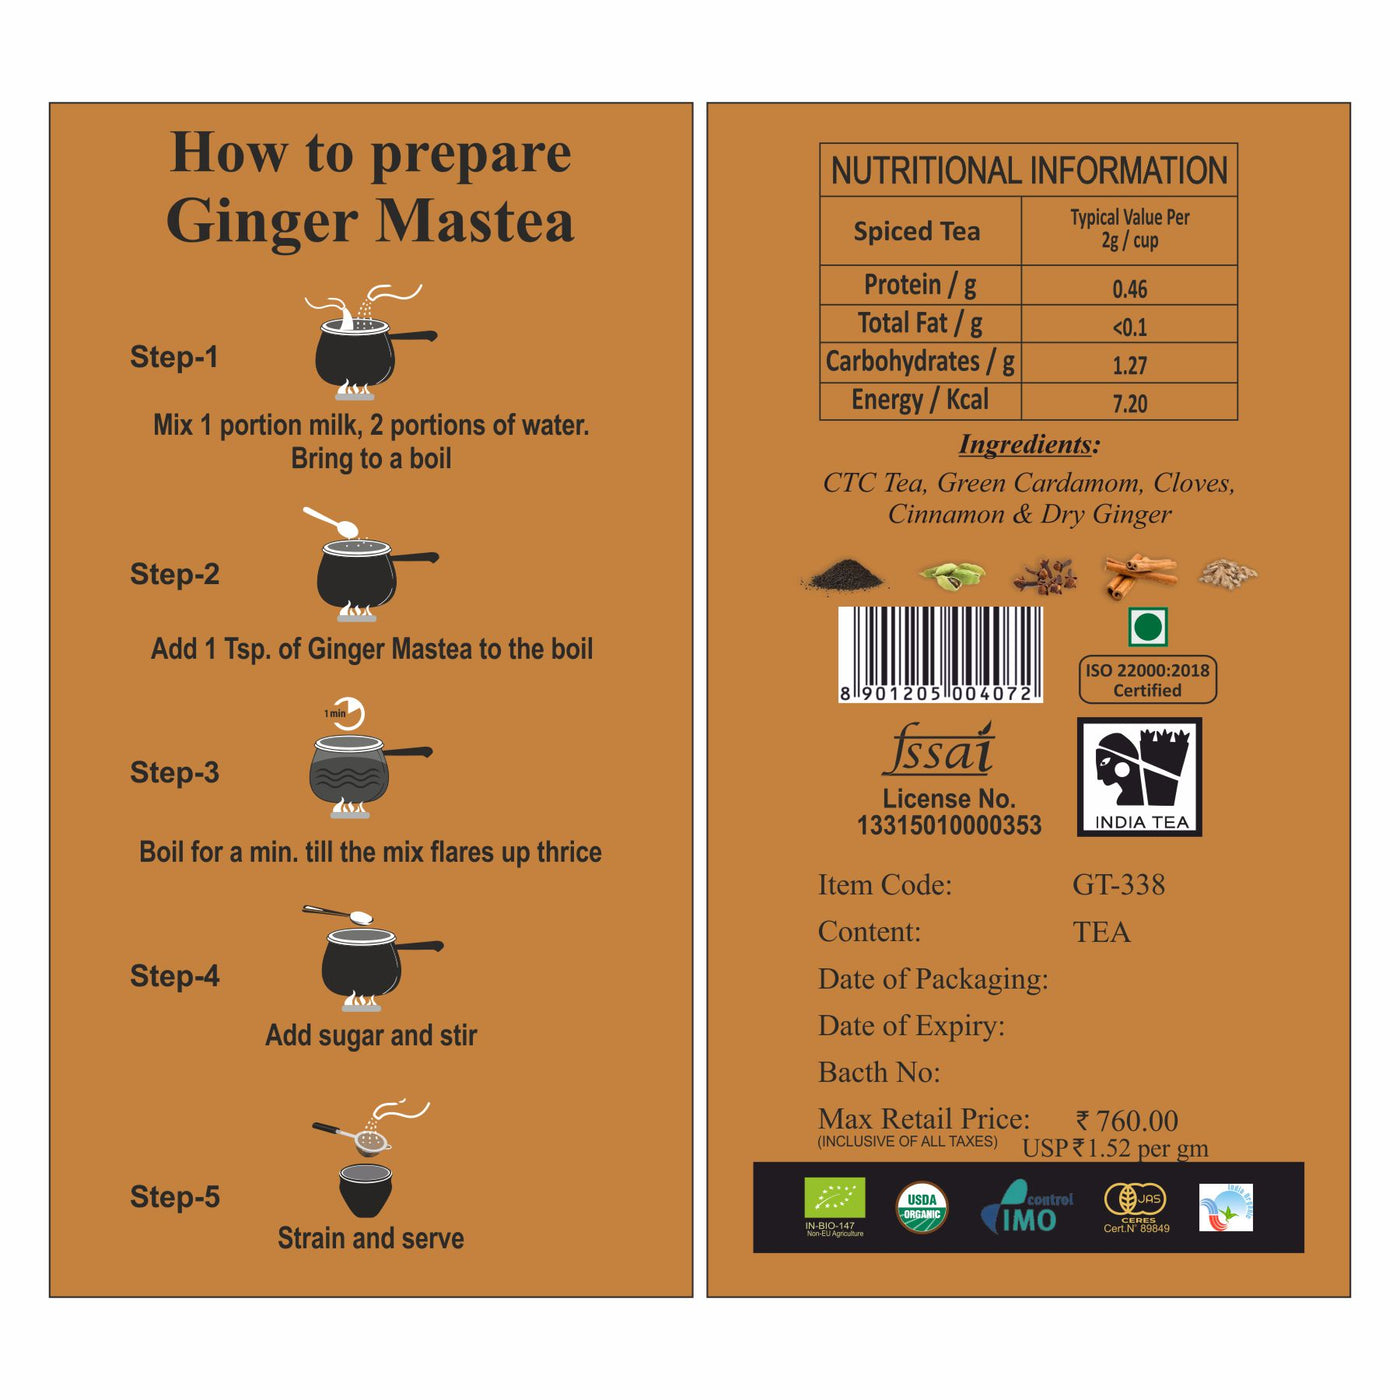 How to prepare
Ginger Mastea
Step-1
Mix 1 portion milk, 2 portions of water.
Bring to a boil
Step-2
Add 1 Tsp. of Ginger Mastea to the boil
1 min
Step-3
Boil for a min. till the mix flares up thrice
Step-4
Add sugar and stir
Step-5
Strain and serve
NUTRITIONAL INFORMATION
Spiced Tea
Typical Value Per
2g / cup
Protein / g 0.46
Total Fat / g <0.1
Carbohydrates / g 1.27
Energy / Kcal 7.20
Ingredients:
CTC Tea, Green Cardamom, Cloves,
Cinnamon & Dry Ginger
8 901205 004072
ISO 22000:2018
Certified
fssai
License No.
13315010000353
INDIA TEA
Item Code: GT-338
Content: TEA
Date of Packaging:
Date of Expiry:
Bacth No:
Max Retail Price: ₹ 760.00
(INCLUSIVE OF ALL TAXES) USP ₹ 1.52 per gm
IN-BIO-147
Non-EU Agriculture
USDA
ORGANIC
control
IMO
JAS
CERES
Cert.N° 89849
India Organic